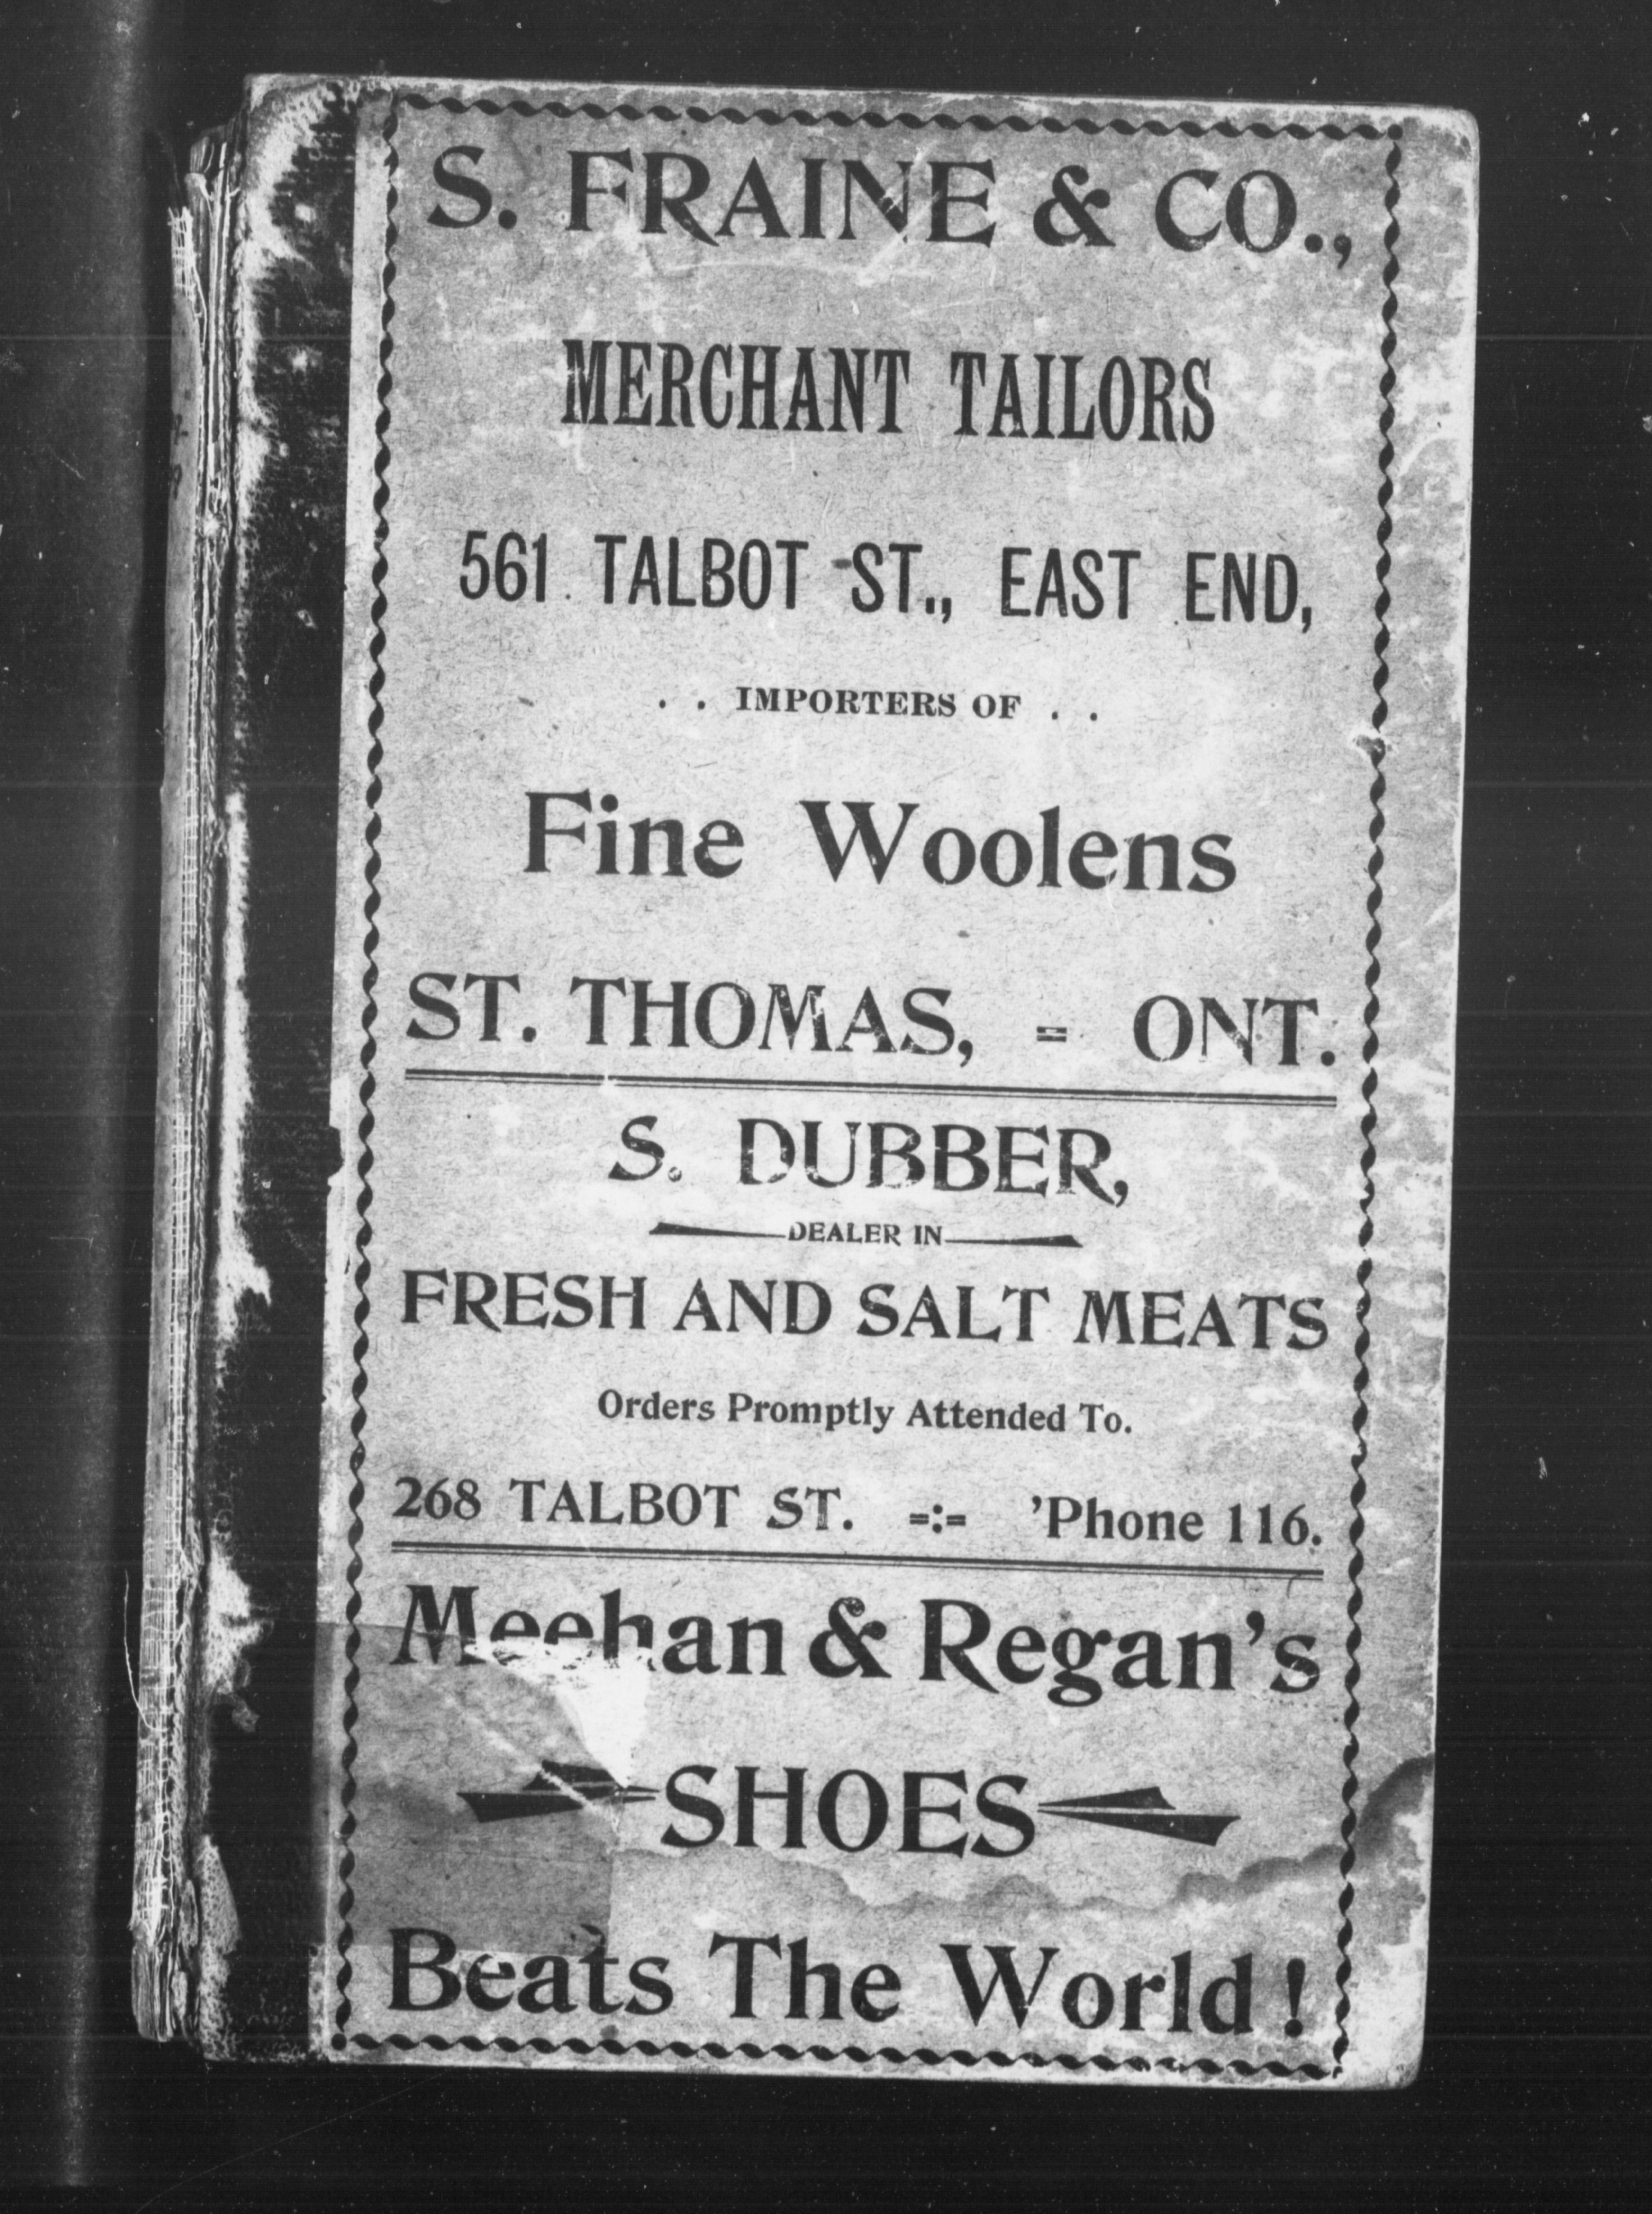 S. FRAINE & CO.,
MERCHANT TAILORS
561 TALBOT ST., EAST END,
. . IMPORTERS OF . .
Fine Woolens
ST. THOMAS, = ONT.
S. DUBBER,
DEALER IN
FRESH AND SALT MEATS
Orders Promptly Attended To.
268 TALBOT ST. =:= 'Phone 116.
Meehan & Regan's
SHOES
Beats The World!